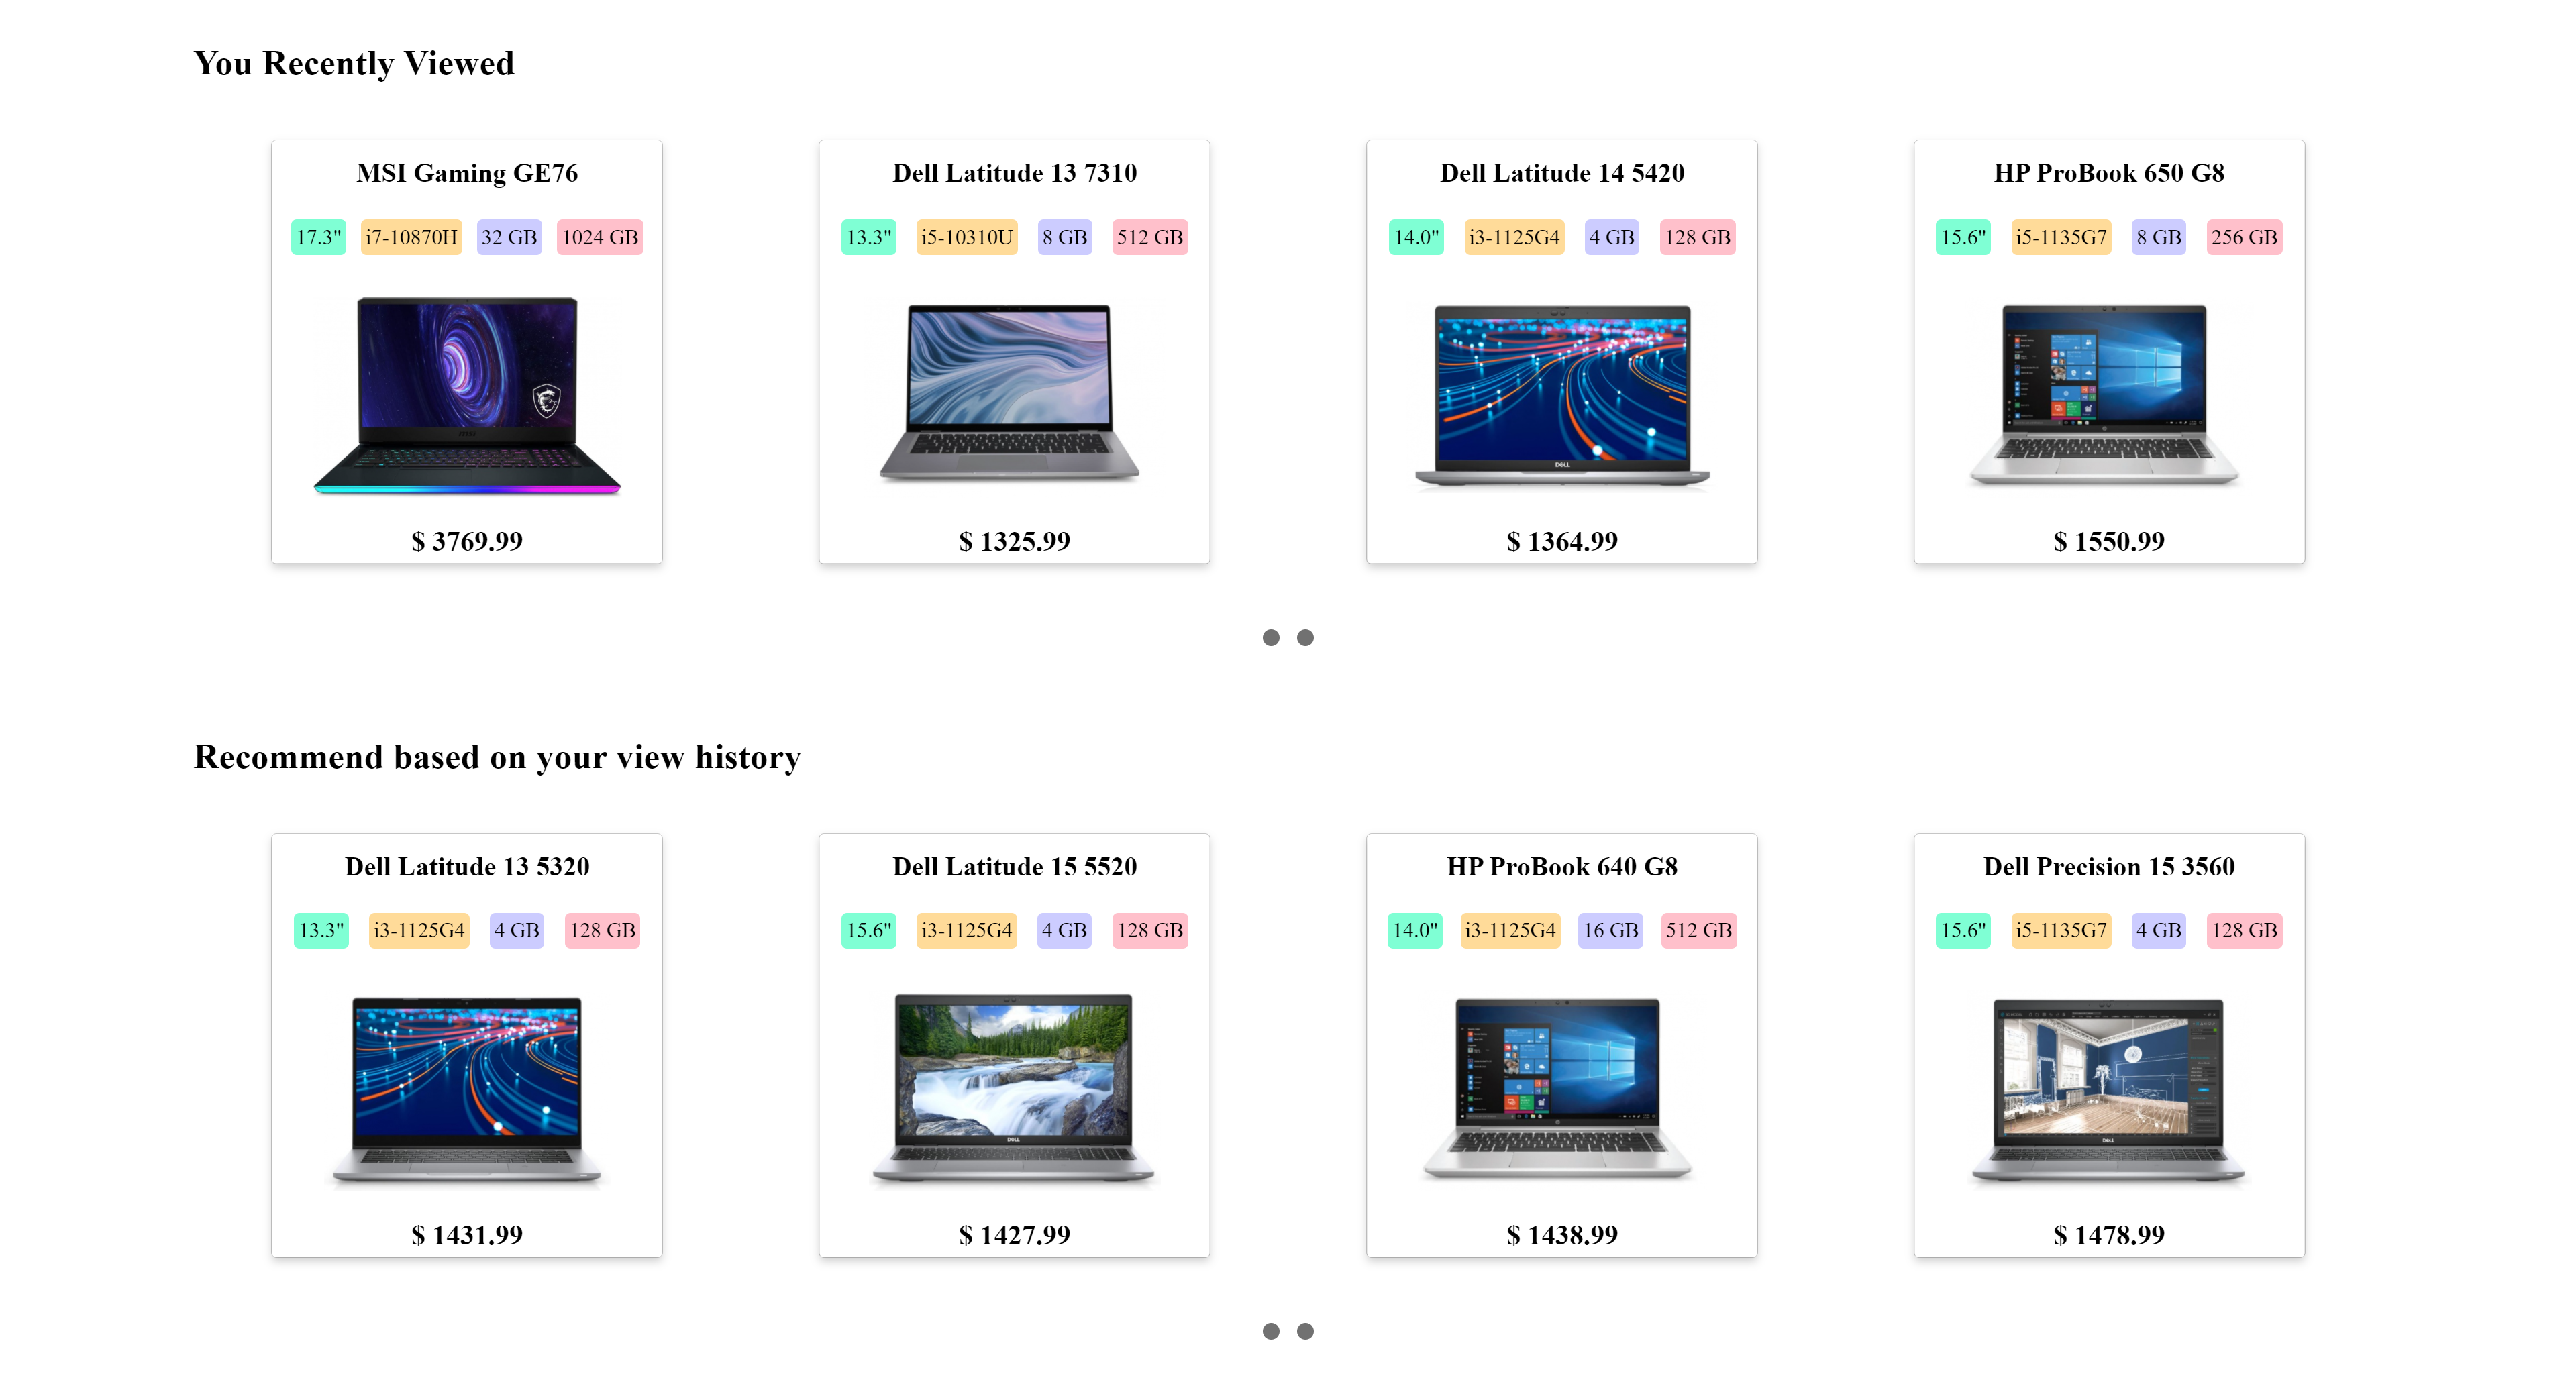 You Recently Viewed
MSI Gaming GE76
17.3" i7-10870H 32 GB 1024 GB
msi
$ 3769.99
Dell Latitude 13 7310
13.3" i5-10310U 8 GB 512 GB
$ 1325.99
Dell Latitude 14 5420
14.0" i3-1125G4 4 GB 128 GB
DELL
$ 1364.99
HP ProBook 650 G8
15.6" i5-1135G7 8 GB 256 GB
$ 1550.99
Recommend based on your view history
Dell Latitude 13 5320
13.3" i3-1125G4 4 GB 128 GB
$ 1431.99
Dell Latitude 15 5520
15.6" i3-1125G4 4 GB 128 GB
DELL
$ 1427.99
HP ProBook 640 G8
14.0" i3-1125G4 16 GB 512 GB
$ 1438.99
Dell Precision 15 3560
15.6" i5-1135G7 4 GB 128 GB
DELL
$ 1478.99